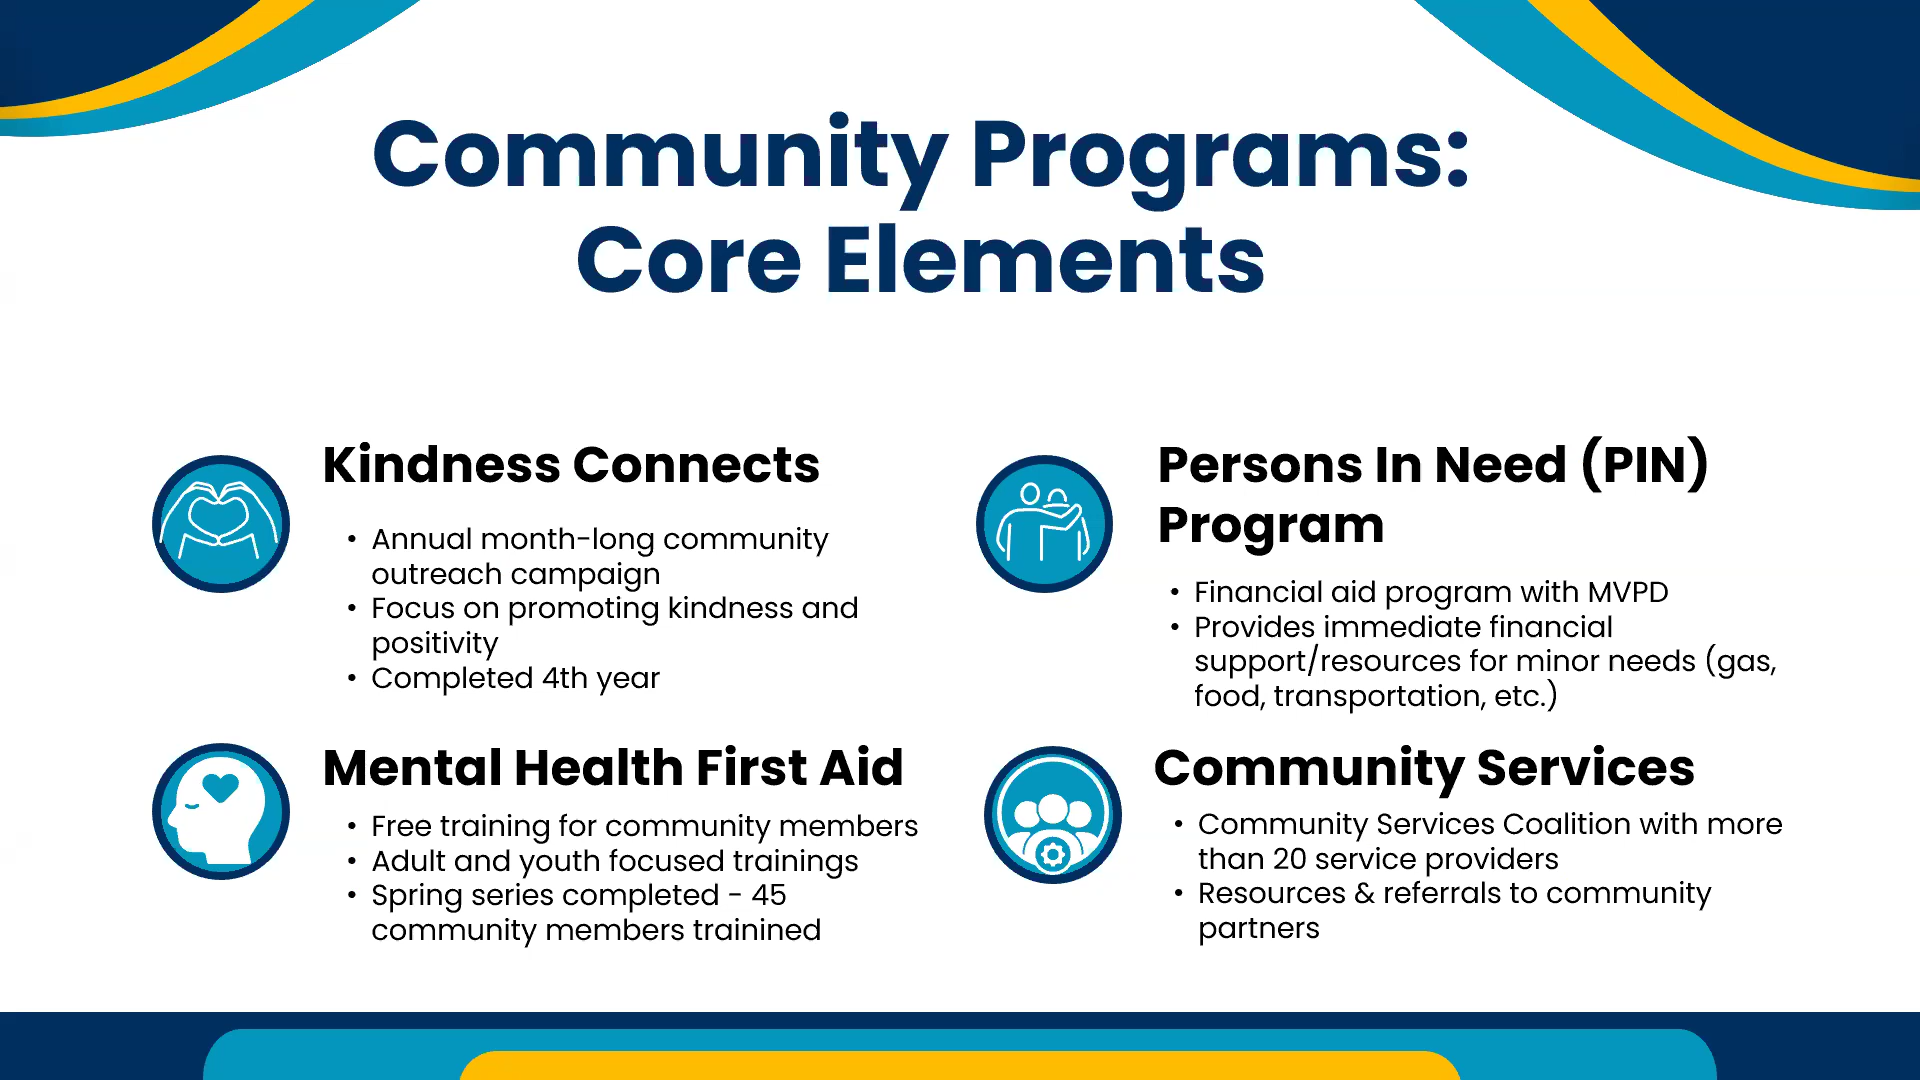 Community Programs:
Core Elements
Kindness Connects
• Annual month-long community
outreach campaign
• Focus on promoting kindness and
positivity
• Completed 4th year
Persons In Need (PIN)
Program
• Financial aid program with MVPD
• Provides immediate financial
support/resources for minor needs (gas,
food, transportation, etc.)
Mental Health First Aid
• Free training for community members
• Adult and youth focused trainings
• Spring series completed - 45
community members trainined
Community Services
• Community Services Coalition with more
than 20 service providers
• Resources & referrals to community
partners